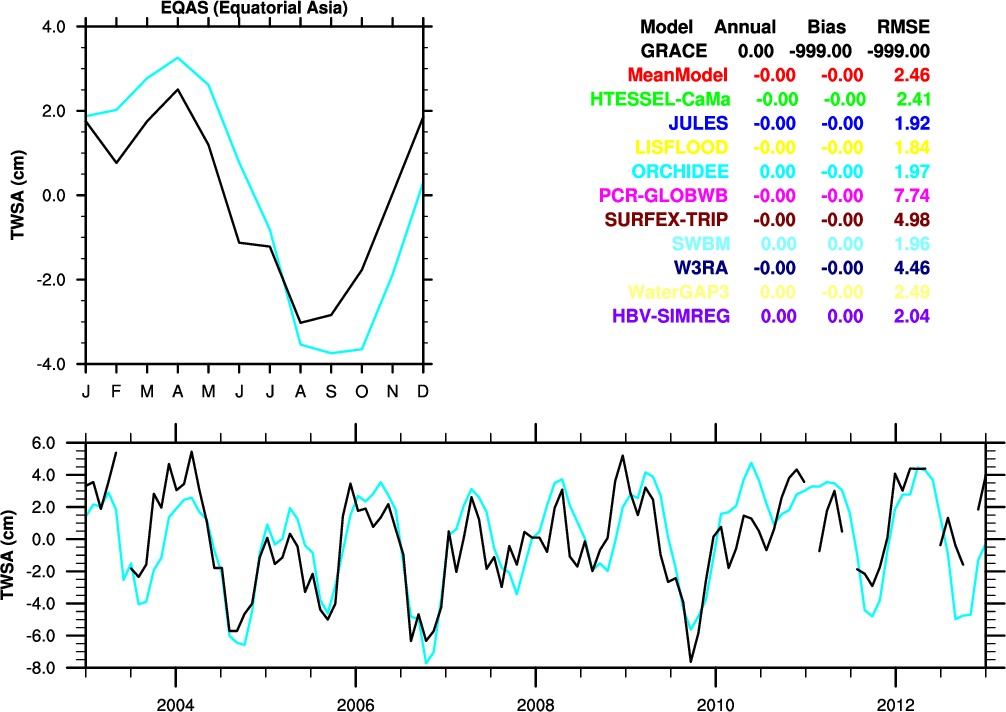 EQAS (Equatorial Asia)
4.0
2.0
0.0
-2.0
-4.0
TWSA (cm)
J F M A M J J A S O N D
Model Annual Bias RMSE
GRACE 0.00 -999.00 -999.00
MeanModel -0.00 -0.00 2.46
HTESSEL-CaMa -0.00 -0.00 2.41
JULES -0.00 -0.00 1.92
LISFLOOD -0.00 -0.00 1.84
ORCHIDEE 0.00 -0.00 1.97
PCR-GLOBWB -0.00 -0.00 7.74
SURFEX-TRIP -0.00 -0.00 4.98
SWBM 0.00 0.00 1.96
W3RA -0.00 -0.00 4.46
WaterGAP3 0.00 -0.00 2.49
HBV-SIMREG 0.00 0.00 2.04
6.0
4.0
2.0
0.0
-2.0
-4.0
-6.0
-8.0
TWSA (cm)
2004 2006 2008 2010 2012